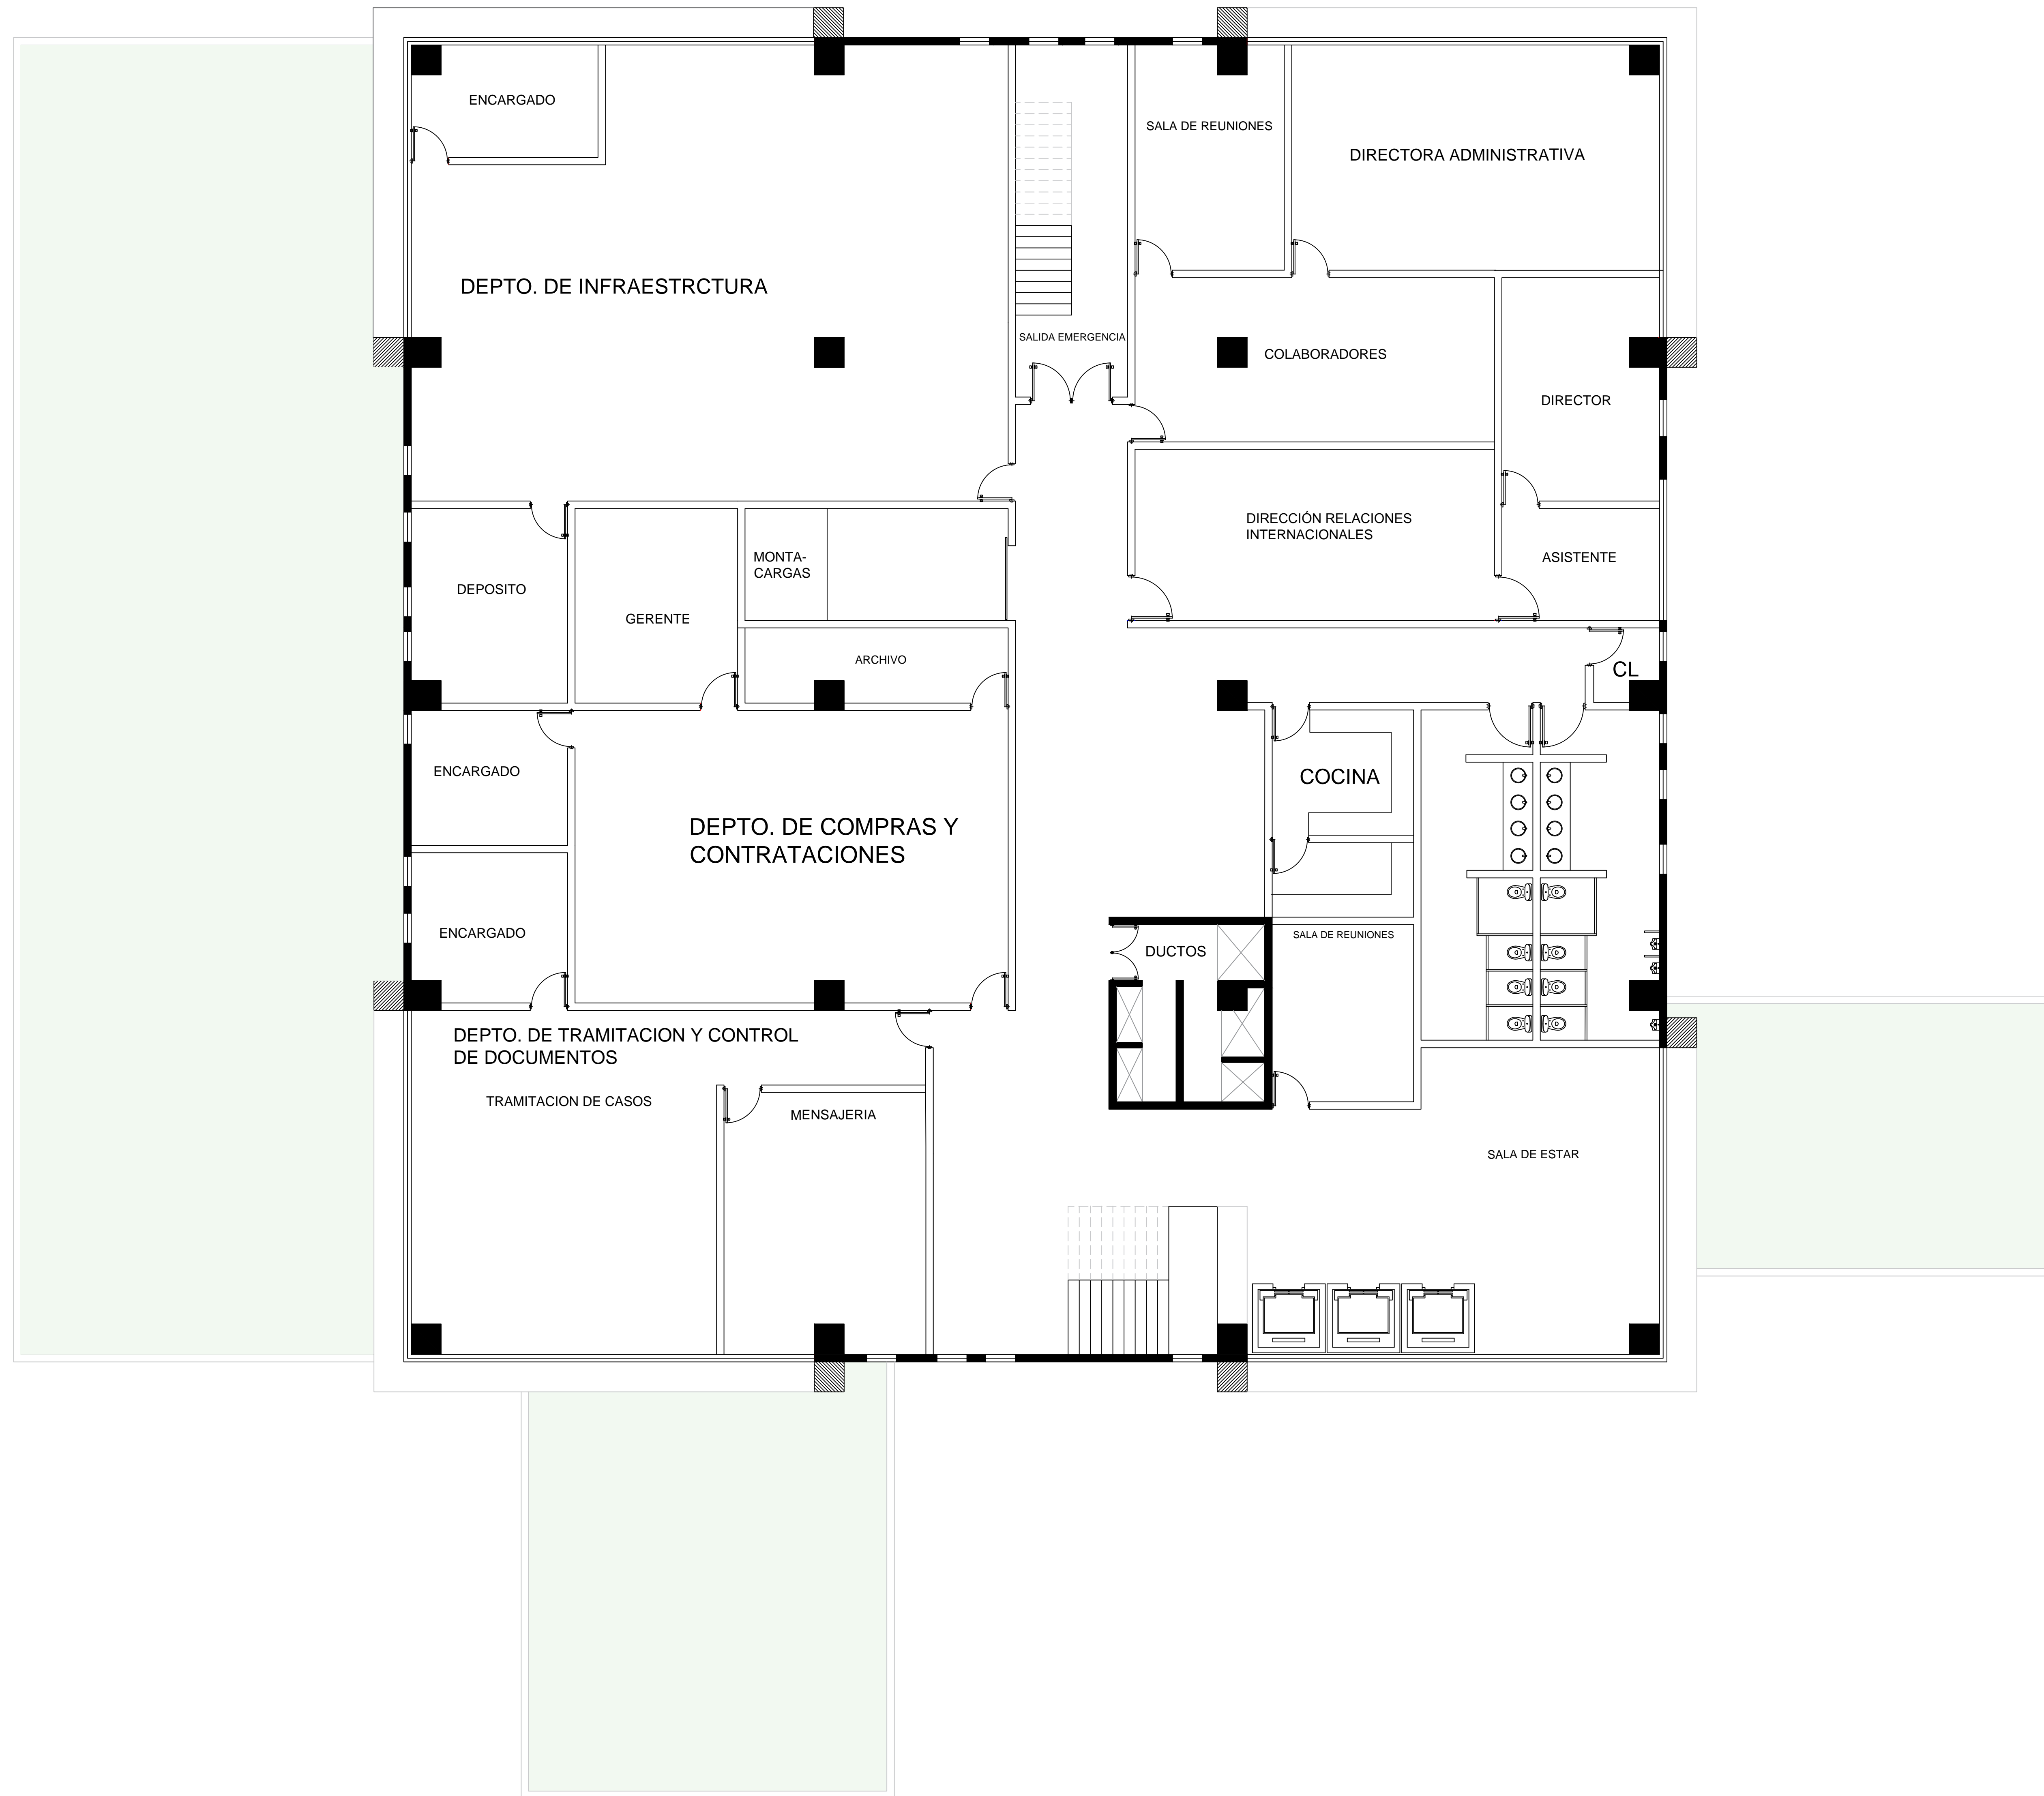 ENCARGADO
SALA DE REUNIONES
DIRECTORA ADMINISTRATIVA
DEPTO. DE INFRAESTRCTURA
SALIDA EMERGENCIA
COLABORADORES
DIRECTOR
DIRECCIÓN RELACIONES
INTERNACIONALES
ASISTENTE
MONTA-
CARGAS
DEPOSITO
GERENTE
ARCHIVO
CL
ENCARGADO
COCINA
DEPTO. DE COMPRAS Y
CONTRATACIONES
ENCARGADO
SALA DE REUNIONES
DUCTOS
DEPTO. DE TRAMITACION Y CONTROL
DE DOCUMENTOS
TRAMITACION DE CASOS
MENSAJERIA
SALA DE ESTAR